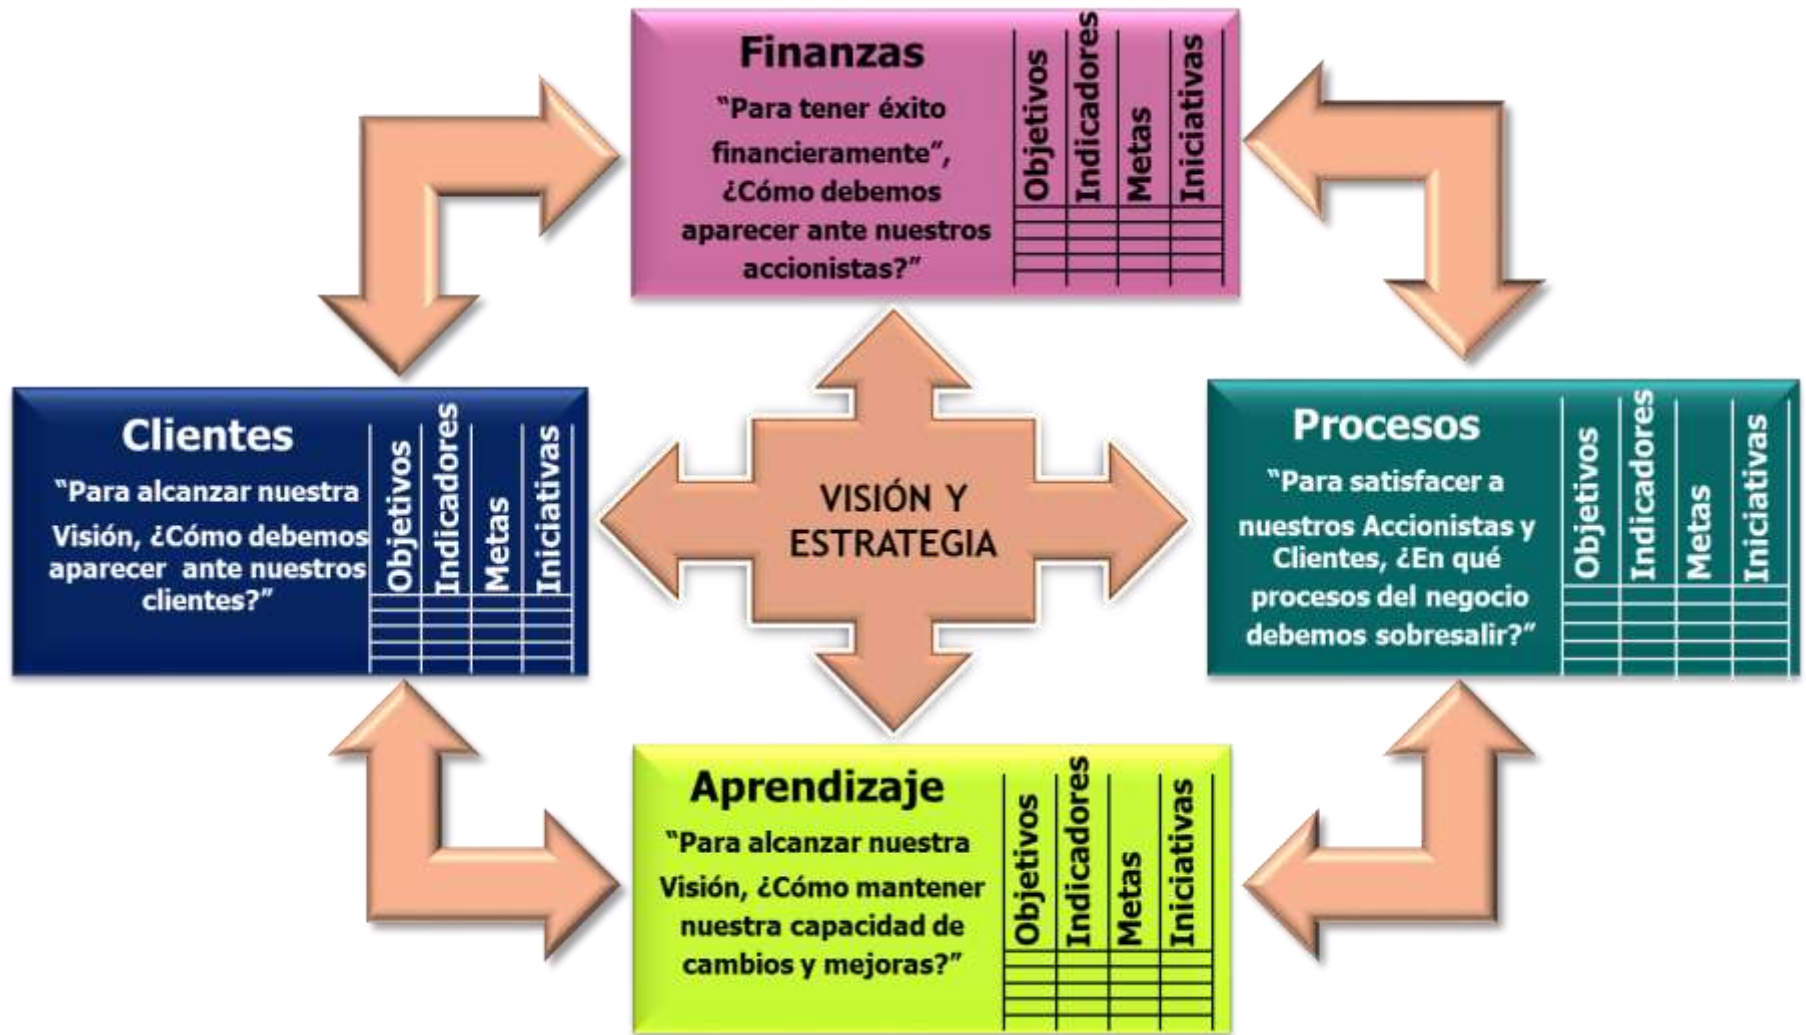 Finanzas
“Para tener éxito
financieramente”,
¿Cómo debemos
aparecer ante nuestros
accionistas?”
Objetivos
Indicadores
Metas
Iniciativas
Clientes
“Para alcanzar nuestra
Visión, ¿Cómo debemos
aparecer ante nuestros
clientes?”
Objetivos
Indicadores
Metas
Iniciativas
VISIÓN Y
ESTRATEGIA
Procesos
“Para satisfacer a
nuestros Accionistas y
Clientes, ¿En qué
procesos del negocio
debemos sobresalir?”
Objetivos
Indicadores
Metas
Iniciativas
Aprendizaje
“Para alcanzar nuestra
Visión, ¿Cómo mantener
nuestra capacidad de
cambios y mejoras?”
Objetivos
Indicadores
Metas
Iniciativas